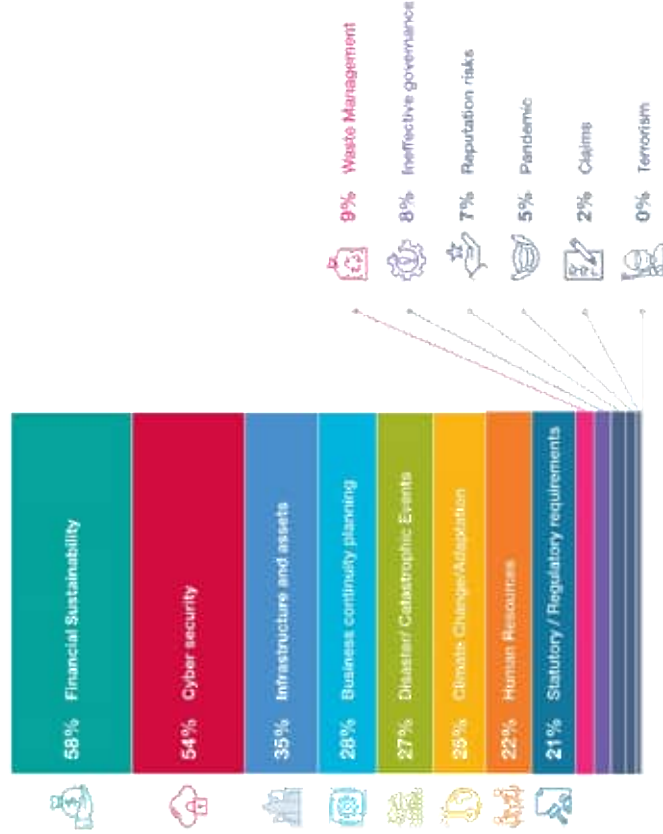 58% Financial Sustainability
54% Cyber security
35% Infrastructure and assets
28% Business continuity planning
27% Disaster/ Catastrophic Events
25% Climate Change/Adaptation
22% Human Resources
21% Statutory / Regulatory requirements
9% Waste Management
8% Ineffective governance
7% Reputation risks
5% Pandemic
2% Claims
0% Terrorism